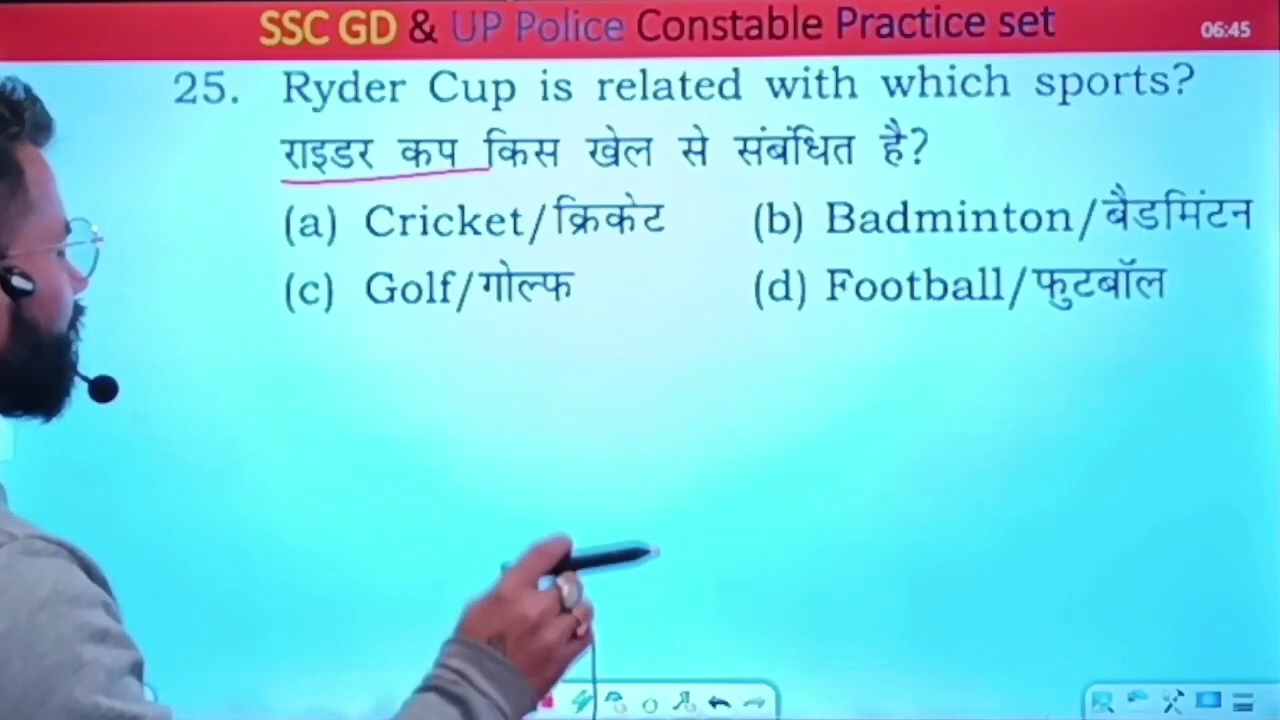 SSC GD & UP Police Constable Practice set
06:45
25. Ryder Cup is related with which sports?
राइडर कप किस खेल से संबंधित है?
(a) Cricket/क्रिकेट (b) Badminton/बैडमिंटन
(c) Golf/गोल्फ (d) Football/फुटबॉल